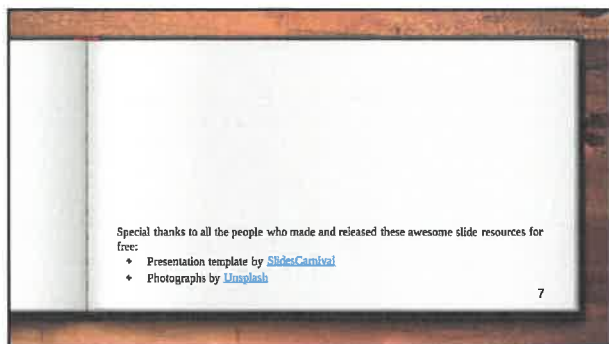 Special thanks to all the people who made and released these awesome slide resources for
free:
✦ Presentation template by SlidesCarnival
✦ Photographs by Unsplash
7